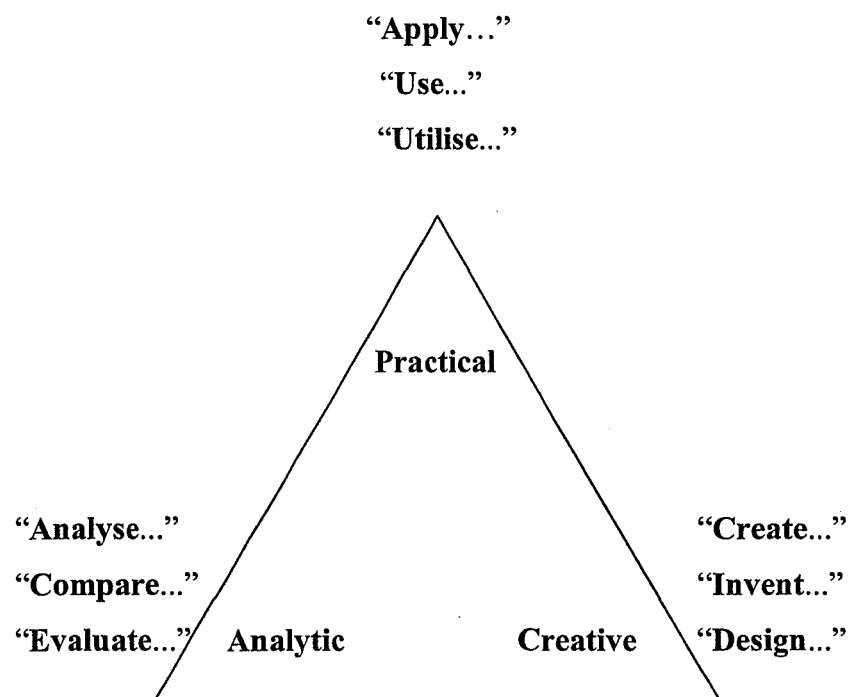 “Apply...”
“Use...”
“Utilise...”
Practical
“Analyse...”
“Compare...”
“Evaluate...”
Analytic
Creative
“Create...”
“Invent...”
“Design...”